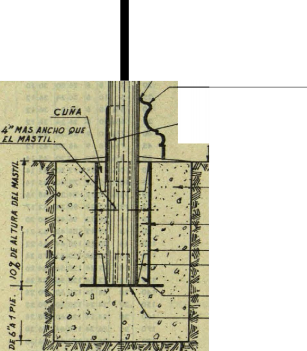 CUÑA
4" MAS ANCHO QUE
EL MASTIL.
10% DE ALTURA DEL MASTIL
DE 6" A 1 PIE.